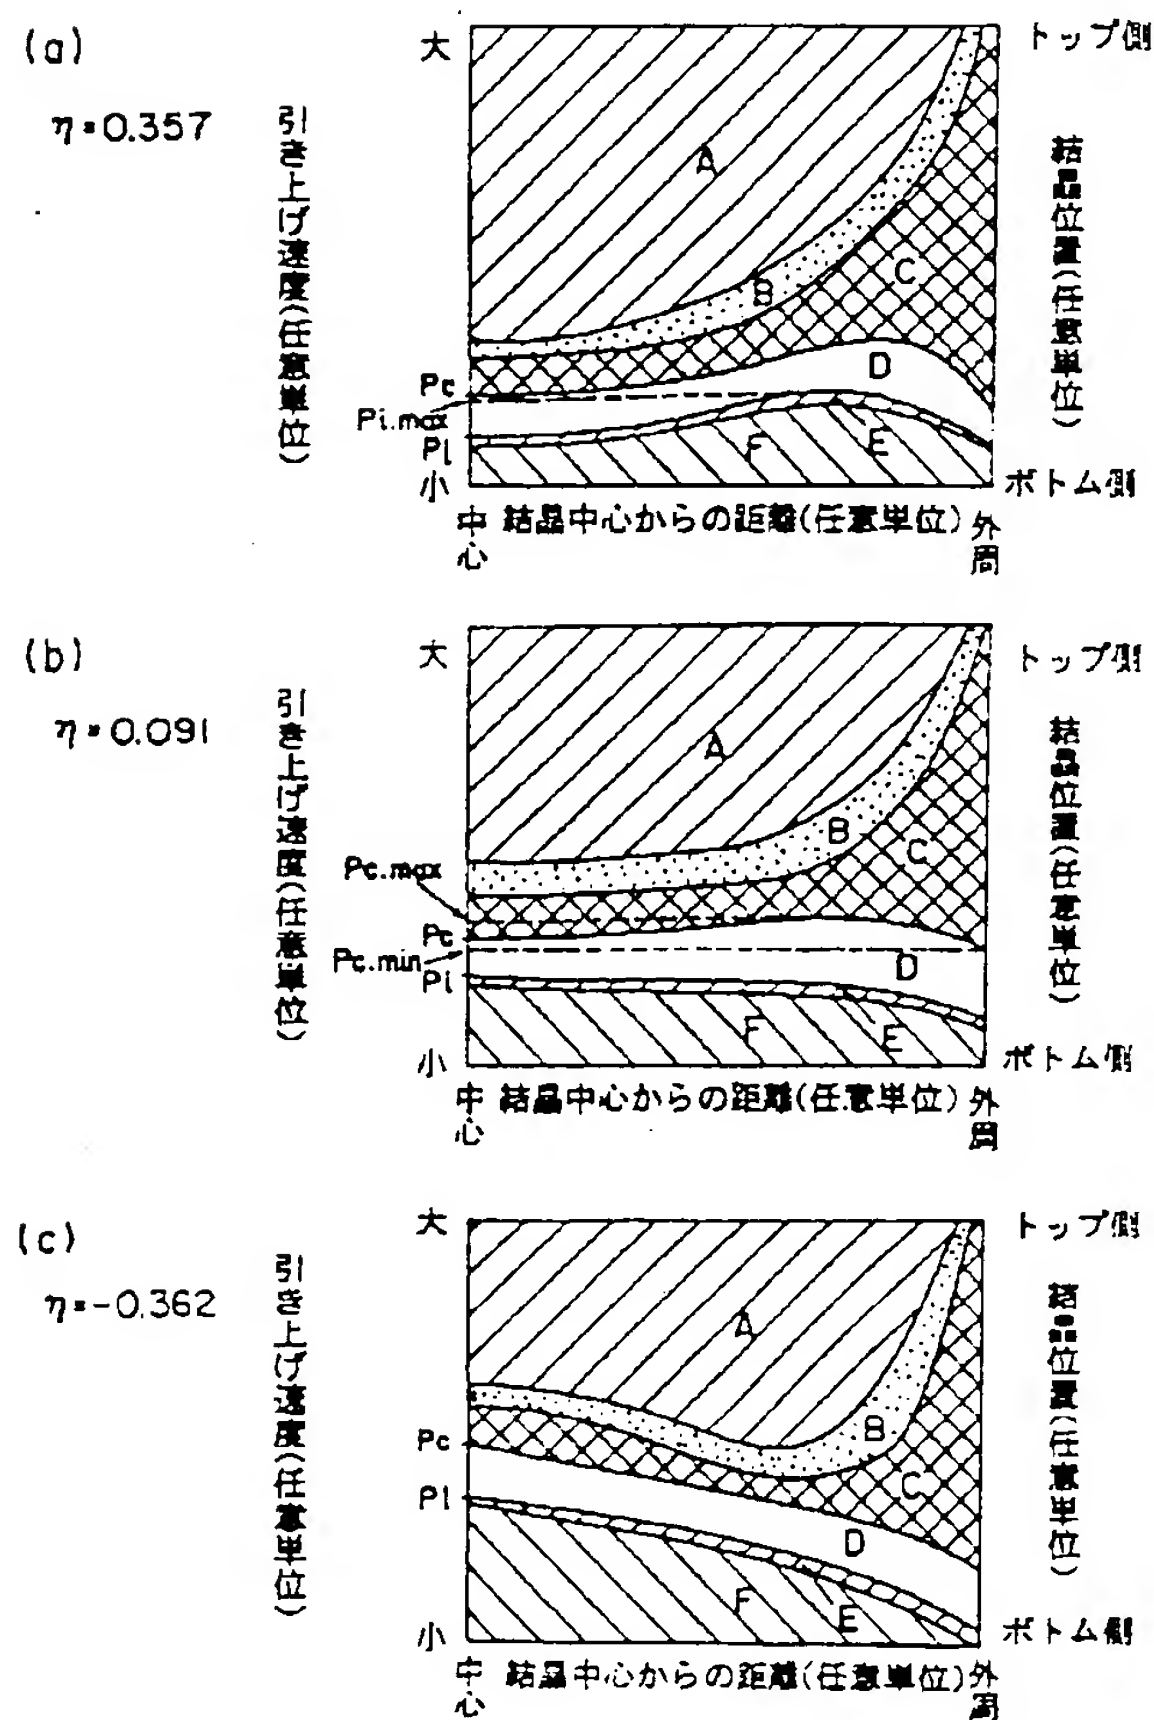 (a)
η=0.357
引き上げ速度(任意単位)
大
Pc
Pi.max
Pi
小
A
B
C
D
F
E
トップ側
結晶位置(任意単位)
ボトム側
中心
結晶中心からの距離(任意単位)
外周
(b)
η=0.091
引き上げ速度(任意単位)
大
Pc.max
Pc
Pc.min
Pi
小
A
B
C
D
F
E
トップ側
結晶位置(任意単位)
ボトム側
中心
結晶中心からの距離(任意単位)
外周
(c)
η=-0.362
引き上げ速度(任意単位)
大
Pc
Pi
小
A
B
C
D
F
E
トップ側
結晶位置(任意単位)
ボトム側
中心
結晶中心からの距離(任意単位)
外周